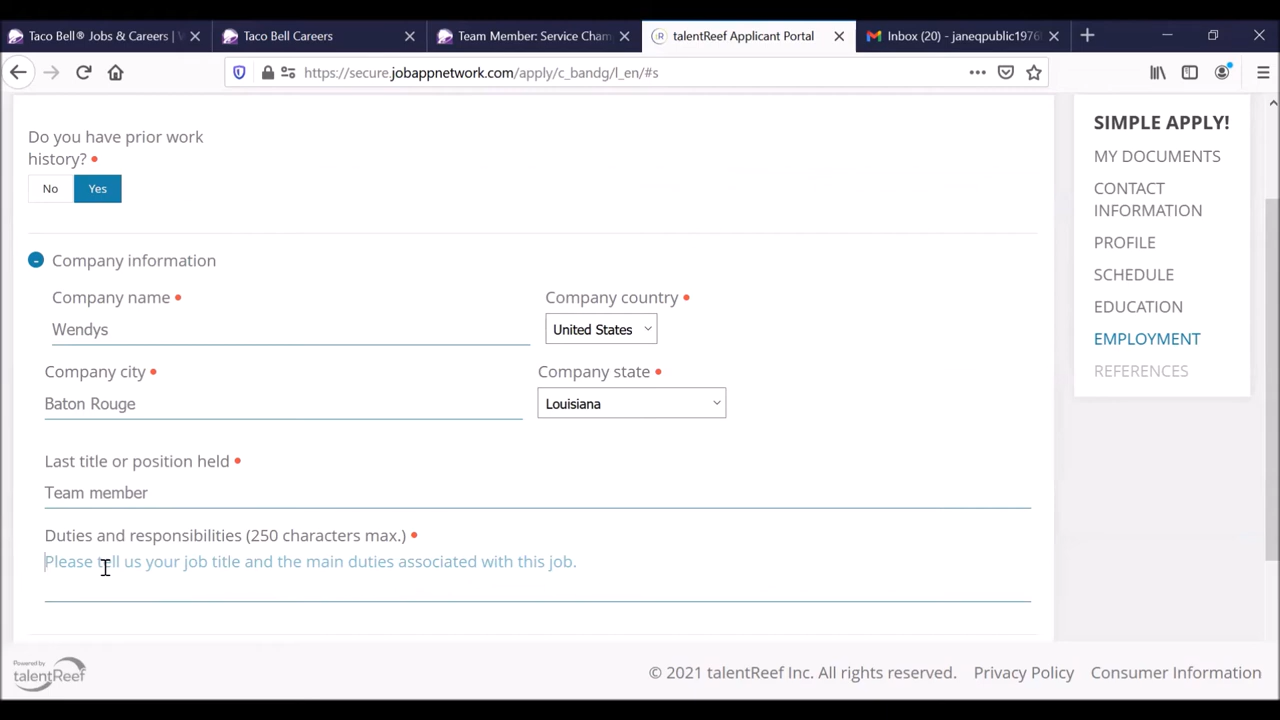 Taco Bell® Jobs & Careers | W
Taco Bell Careers
Team Member: Service Cham
talentReef Applicant Portal
Inbox (20) - janeqpublic1976
https://secure.jobappnetwork.com/apply/c_bandg/l_en/#s
Do you have prior work
history?
No
Yes
Company information
Company name
Company country
Wendys
United States
Company city
Company state
Baton Rouge
Louisiana
Last title or position held
Team member
Duties and responsibilities (250 characters max.)
Please tell us your job title and the main duties associated with this job.
SIMPLE APPLY!
MY DOCUMENTS
CONTACT
INFORMATION
PROFILE
SCHEDULE
EDUCATION
EMPLOYMENT
REFERENCES
Powered by
talentReef
© 2021 talentReef Inc. All rights reserved.
Privacy Policy
Consumer Information